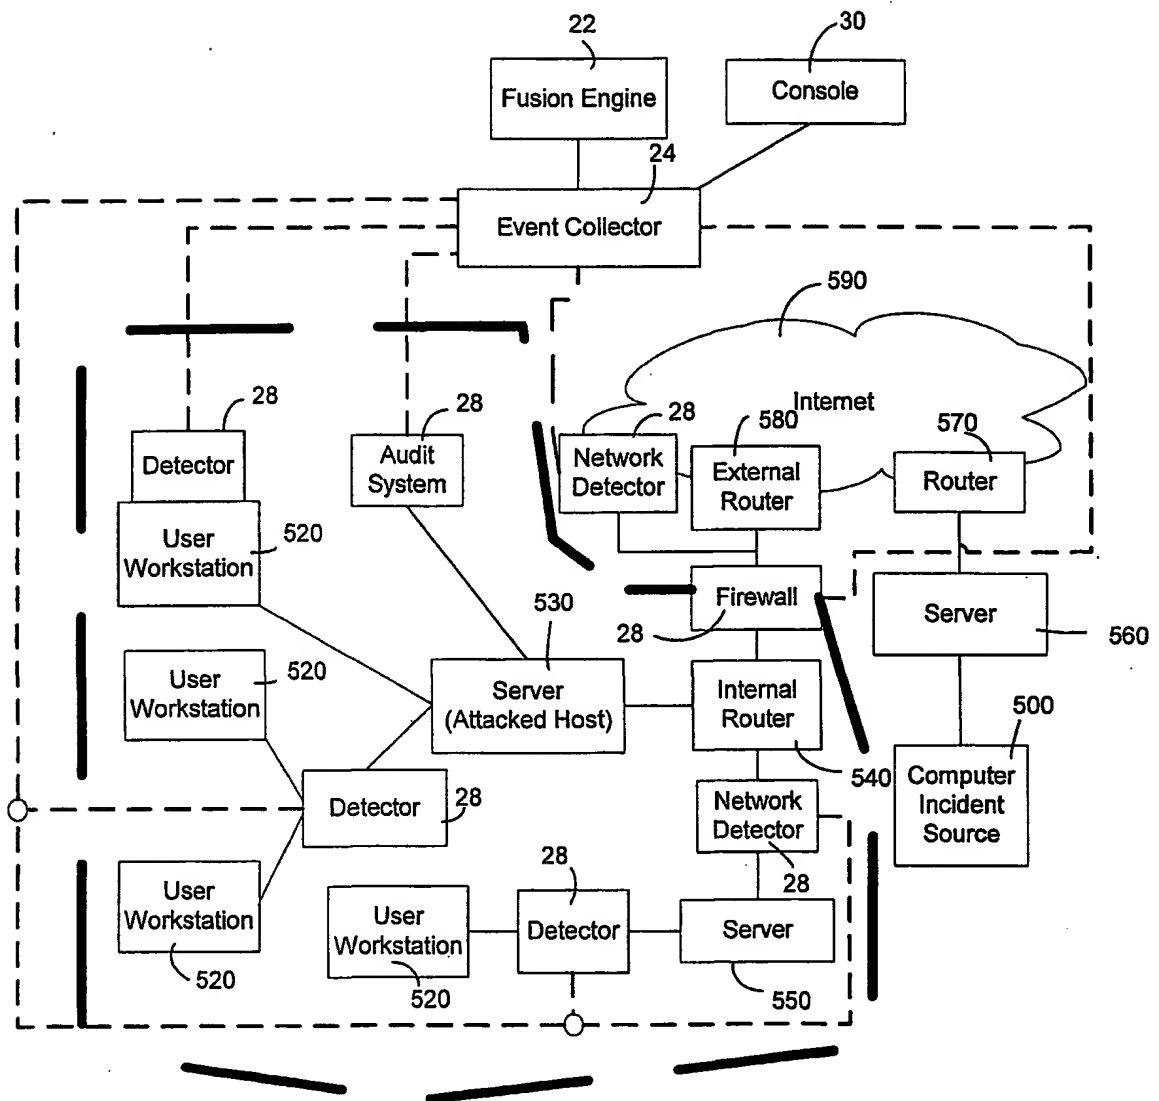 22
30
Fusion Engine
Console
24
Event Collector
590
Internet
28
28
28
580
570
Detector
Audit
System
Network
Detector
External
Router
Router
User
Workstation
520
Firewall
28
Server
560
530
User
Workstation
520
Server
(Attacked Host)
Internal
Router
540
500
Computer
Incident
Source
Detector
28
Network
Detector
28
28
User
Workstation
520
User
Workstation
520
Detector
Server
550